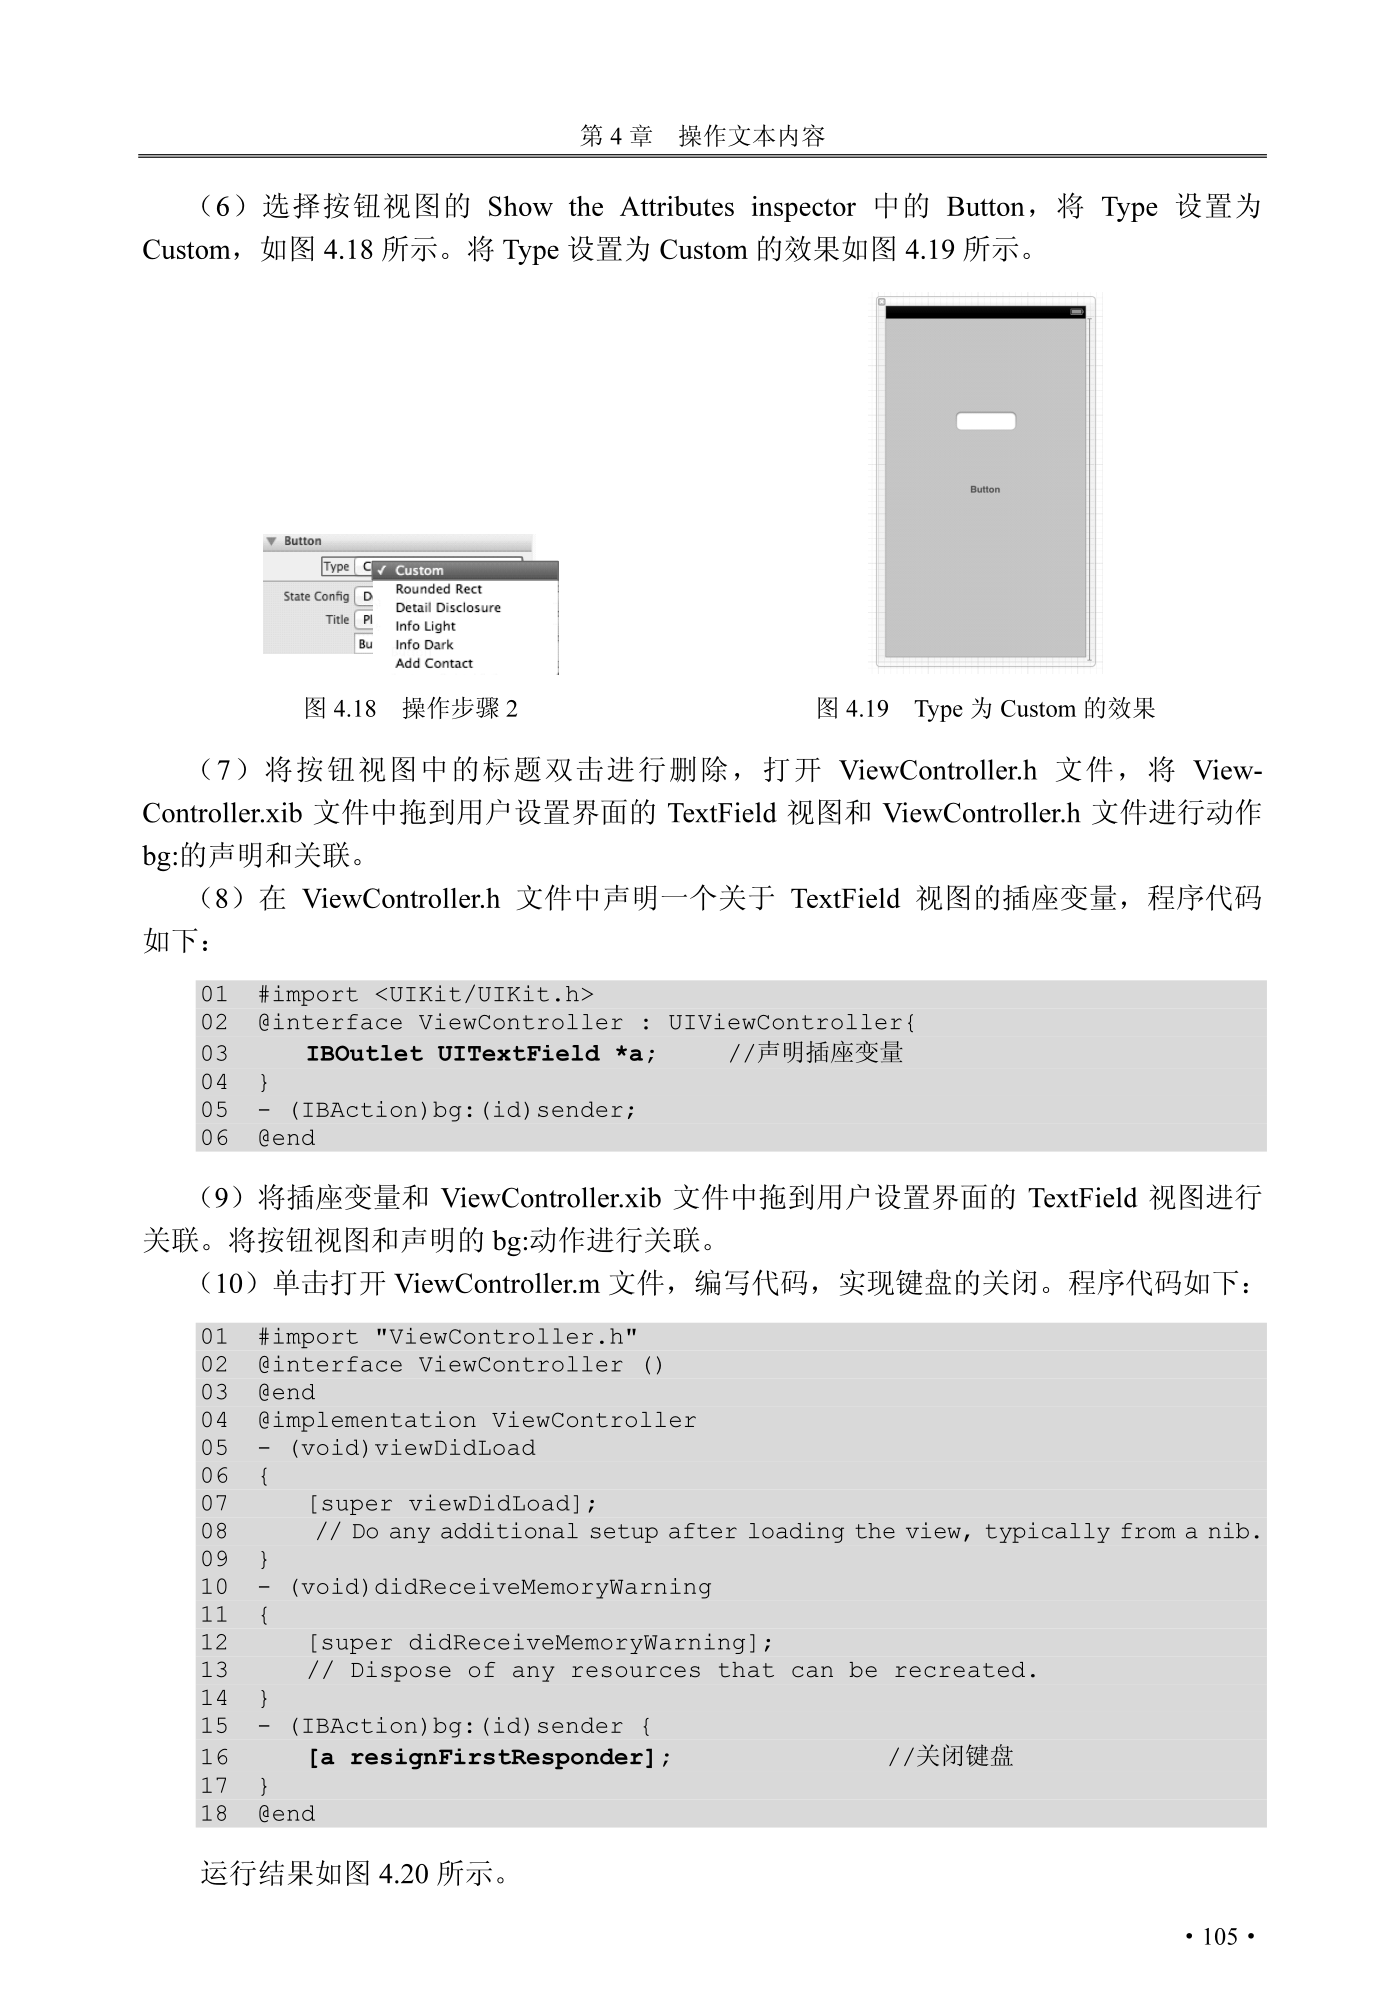 第 4 章　操作文本内容
（6）选择按钮视图的 Show the Attributes inspector 中的 Button，将 Type 设置为
Custom，如图 4.18 所示。将 Type 设置为 Custom 的效果如图 4.19 所示。
Button
Button
Type C ✓ Custom
Rounded Rect
State Config D
Detail Disclosure
Title Pl
Info Light
Bu Info Dark
Add Contact
图 4.18　操作步骤 2
图 4.19　Type 为 Custom 的效果
（7）将按钮视图中的标题双击进行删除，打开 ViewController.h 文件，将 View-
Controller.xib 文件中拖到用户设置界面的 TextField 视图和 ViewController.h 文件进行动作
bg:的声明和关联。
（8）在 ViewController.h 文件中声明一个关于 TextField 视图的插座变量，程序代码
如下：
01 #import <UIKit/UIKit.h>
02 @interface ViewController : UIViewController{
03    IBOutlet UITextField *a;    //声明插座变量
04 }
05 - (IBAction)bg:(id)sender;
06 @end
（9）将插座变量和 ViewController.xib 文件中拖到用户设置界面的 TextField 视图进行
关联。将按钮视图和声明的 bg:动作进行关联。
（10）单击打开 ViewController.m 文件，编写代码，实现键盘的关闭。程序代码如下：
01 #import "ViewController.h"
02 @interface ViewController ()
03 @end
04 @implementation ViewController
05 - (void)viewDidLoad
06 {
07    [super viewDidLoad];
08    // Do any additional setup after loading the view, typically from a nib.
09 }
10 - (void)didReceiveMemoryWarning
11 {
12    [super didReceiveMemoryWarning];
13    // Dispose of any resources that can be recreated.
14 }
15 - (IBAction)bg:(id)sender {
16    [a resignFirstResponder];    //关闭键盘
17 }
18 @end
运行结果如图 4.20 所示。
· 105 ·